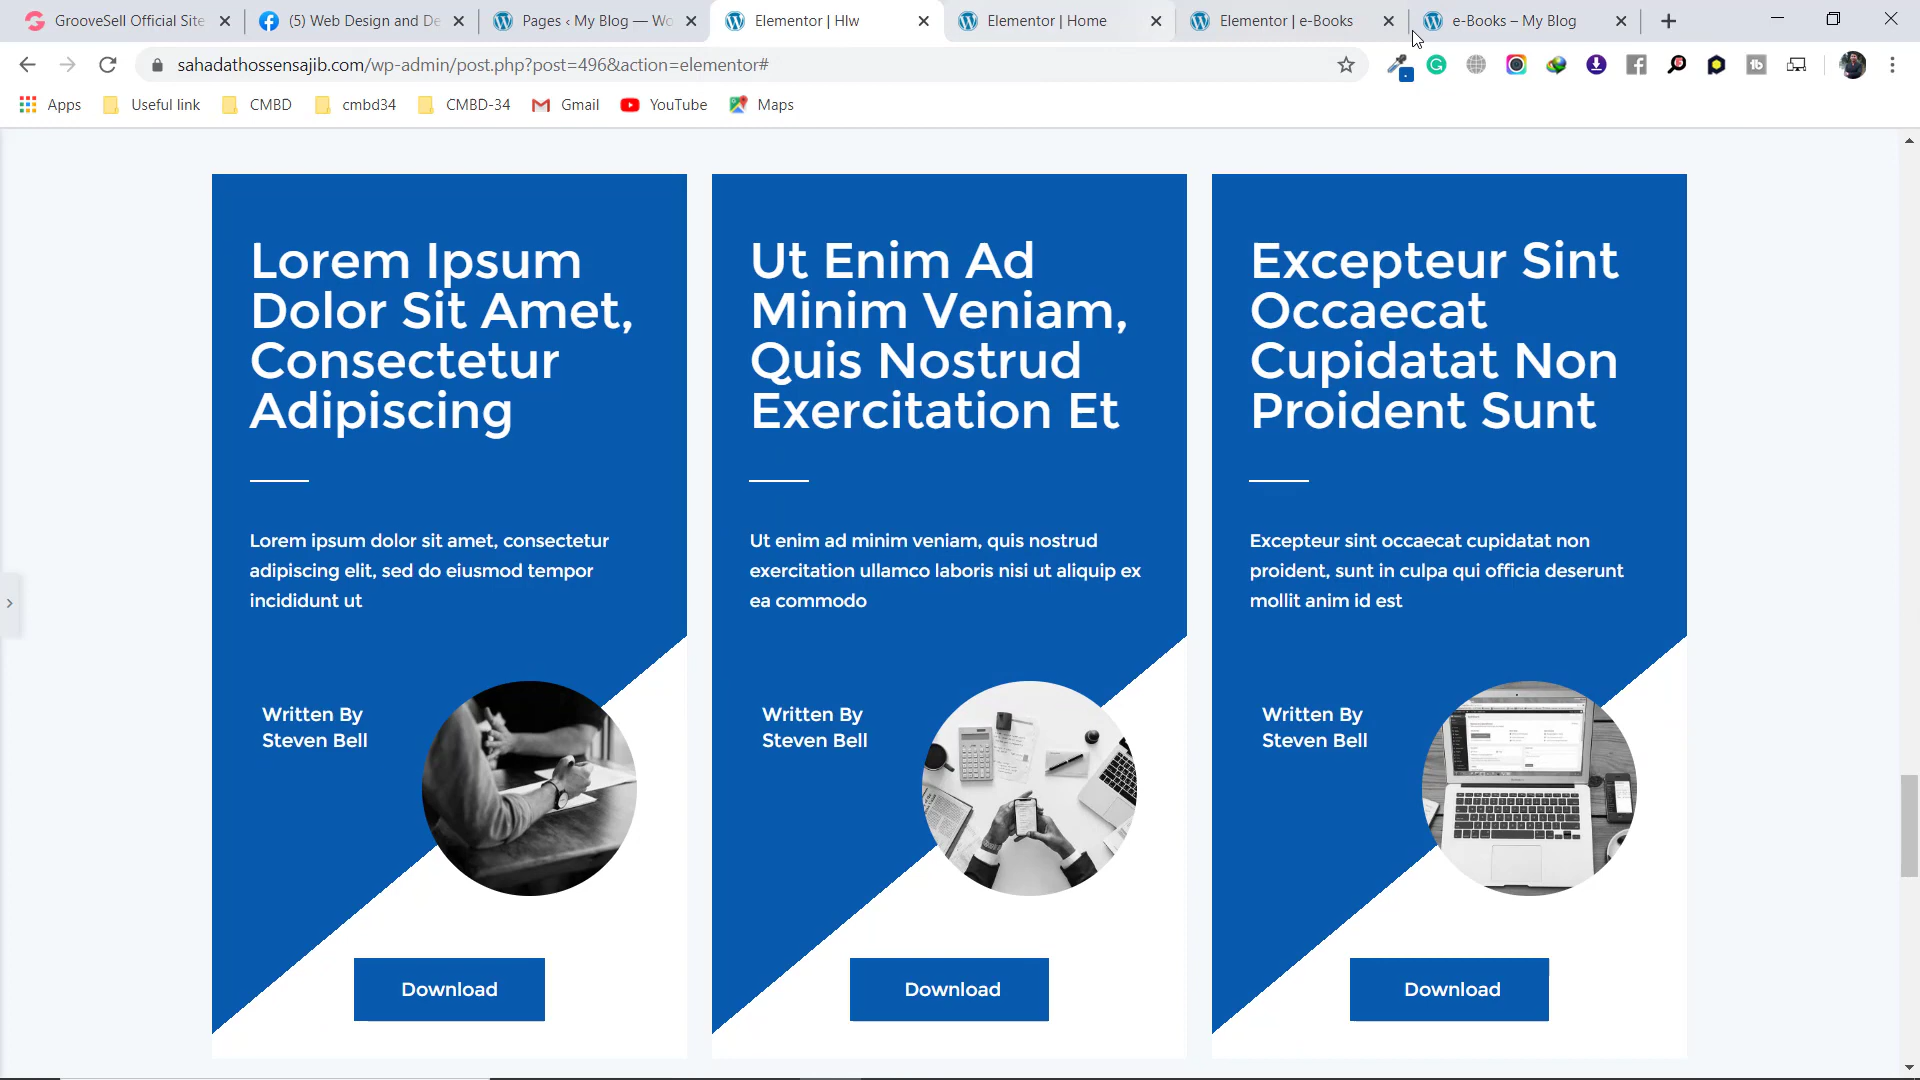 GrooveSell Official Site
(5) Web Design and De
Pages ‹ My Blog — Wo
Elementor | Hlw
Elementor | Home
Elementor | e-Books
e-Books – My Blog
sahadathossensajib.com/wp-admin/post.php?post=496&action=elementor#
Apps
Useful link
CMBD
cmbd34
CMBD-34
Gmail
YouTube
Maps
Lorem Ipsum
Dolor Sit Amet,
Consectetur
Adipiscing
Lorem ipsum dolor sit amet, consectetur
adipiscing elit, sed do eiusmod tempor
incididunt ut
Written By
Steven Bell
Download
Ut Enim Ad
Minim Veniam,
Quis Nostrud
Exercitation Et
Ut enim ad minim veniam, quis nostrud
exercitation ullamco laboris nisi ut aliquip ex
ea commodo
Written By
Steven Bell
Download
Excepteur Sint
Occaecat
Cupidatat Non
Proident Sunt
Excepteur sint occaecat cupidatat non
proident, sunt in culpa qui officia deserunt
mollit anim id est
Written By
Steven Bell
Download